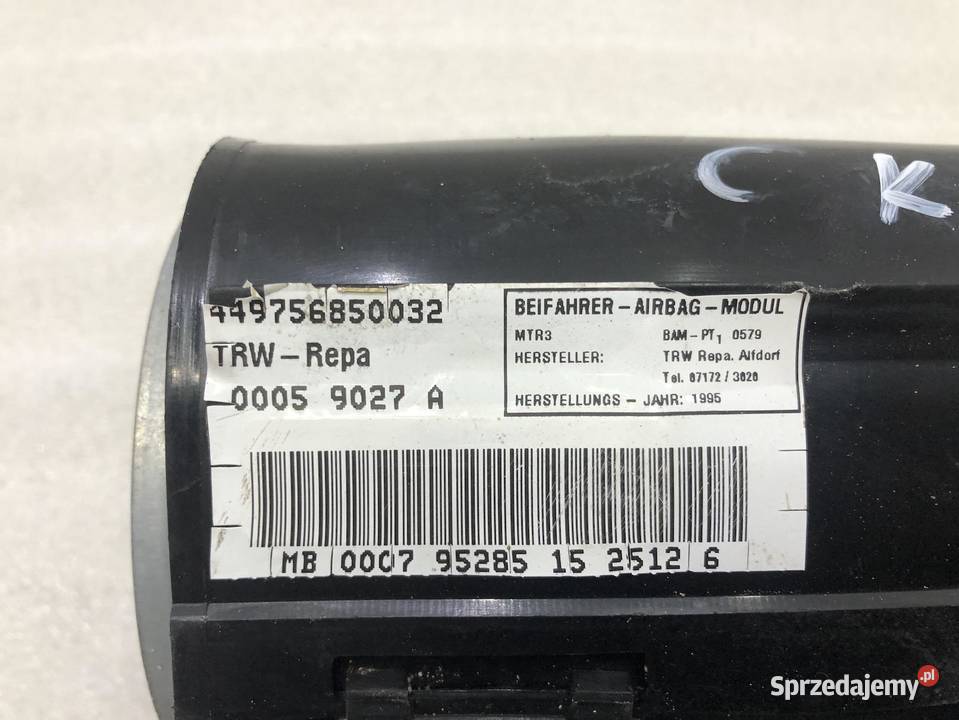 C K
449756850032
TRW-Repa
0005 9027 A
BEIFAHRER-AIRBAG-MODUL
MTR3 BAM-PT1 0579
HERSTELLER: TRW Repa. Alfdorf
Tel. 07172/3020
HERSTELLUNGS-JAHR: 1995
MB 0007 95285 15 2512 6
Sprzedajemy.pl